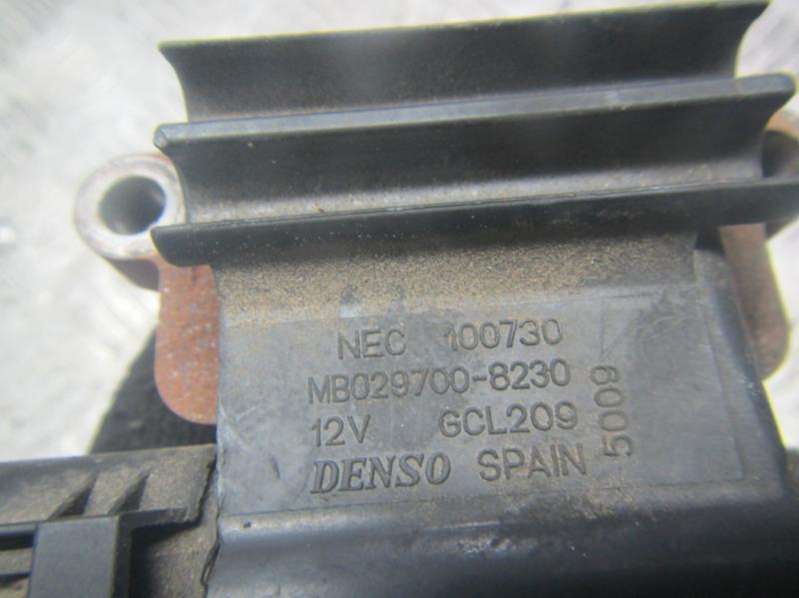 NEC 100730
MB029700-8230
12V GCL209
DENSO SPAIN
5009